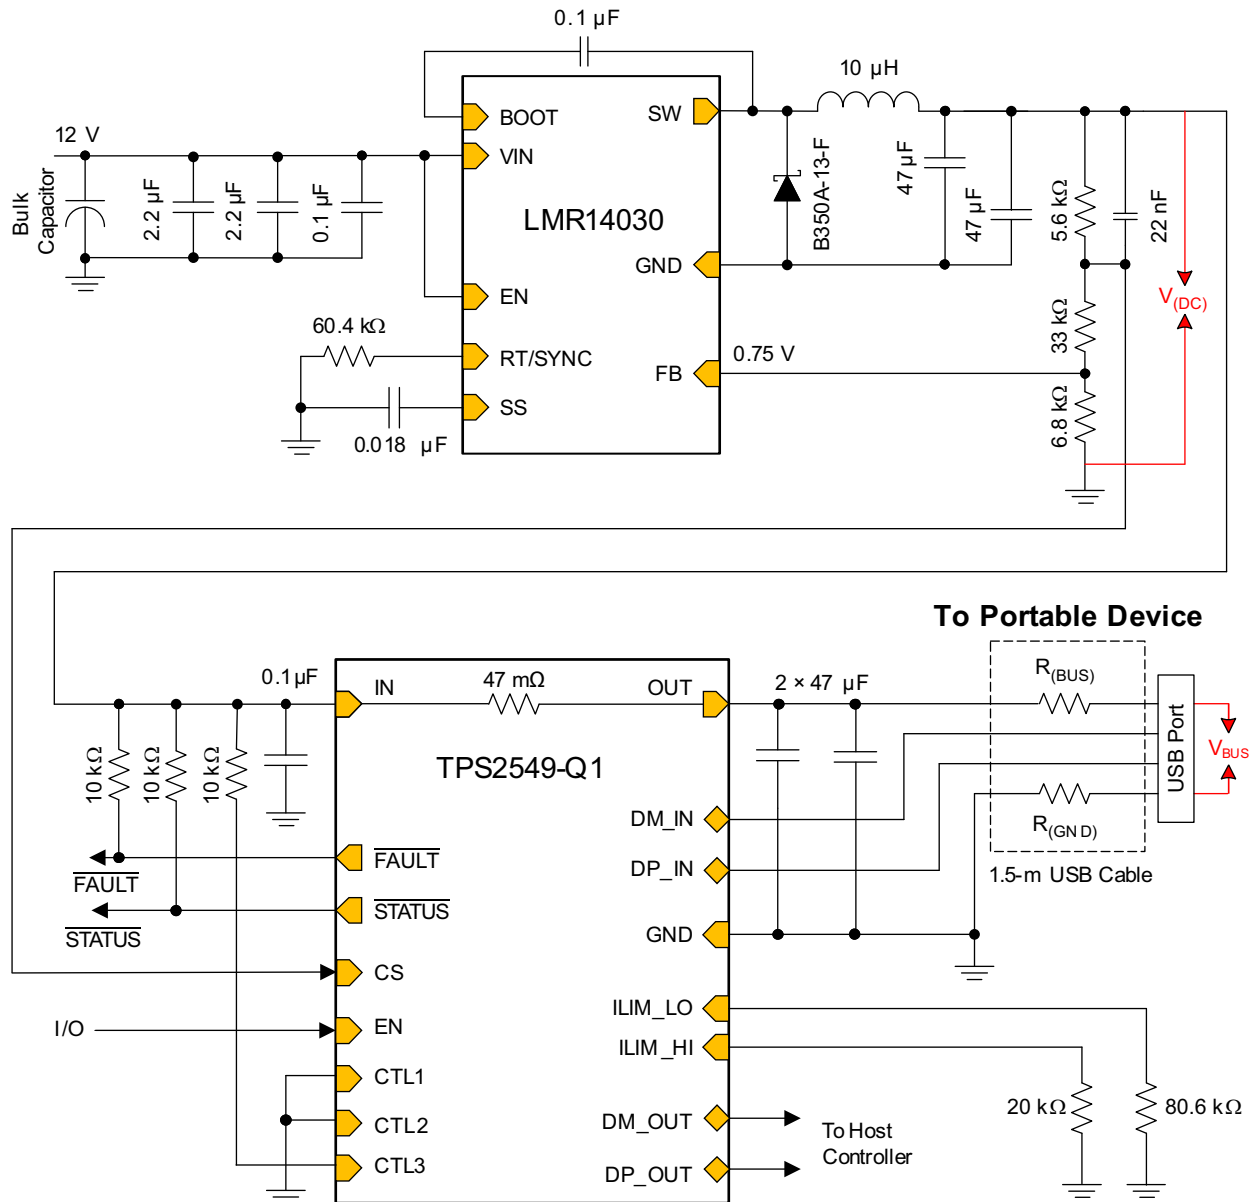 0.1 µF
BOOT
SW
10 µH
12 V
VIN
Bulk
Capacitor
2.2 µF
2.2 µF
0.1 µF
LMR14030
B350A-13-F
47 µF
47 µF
5.6 kΩ
22 nF
GND
EN
V(DC)
60.4 kΩ
RT/SYNC
FB
0.75 V
33 kΩ
SS
0.018 µF
6.8 kΩ
To Portable Device
0.1 µF
IN
47 mΩ
OUT
2 × 47 µF
R(BUS)
10 kΩ
10 kΩ
10 kΩ
TPS2549-Q1
USB Port
VBUS
DM_IN
R(GND)
FAULT
FAULT
DP_IN
1.5-m USB Cable
STATUS
STATUS
GND
CS
ILIM_LO
I/O
EN
ILIM_HI
CTL1
20 kΩ
80.6 kΩ
CTL2
DM_OUT
To Host
Controller
CTL3
DP_OUT